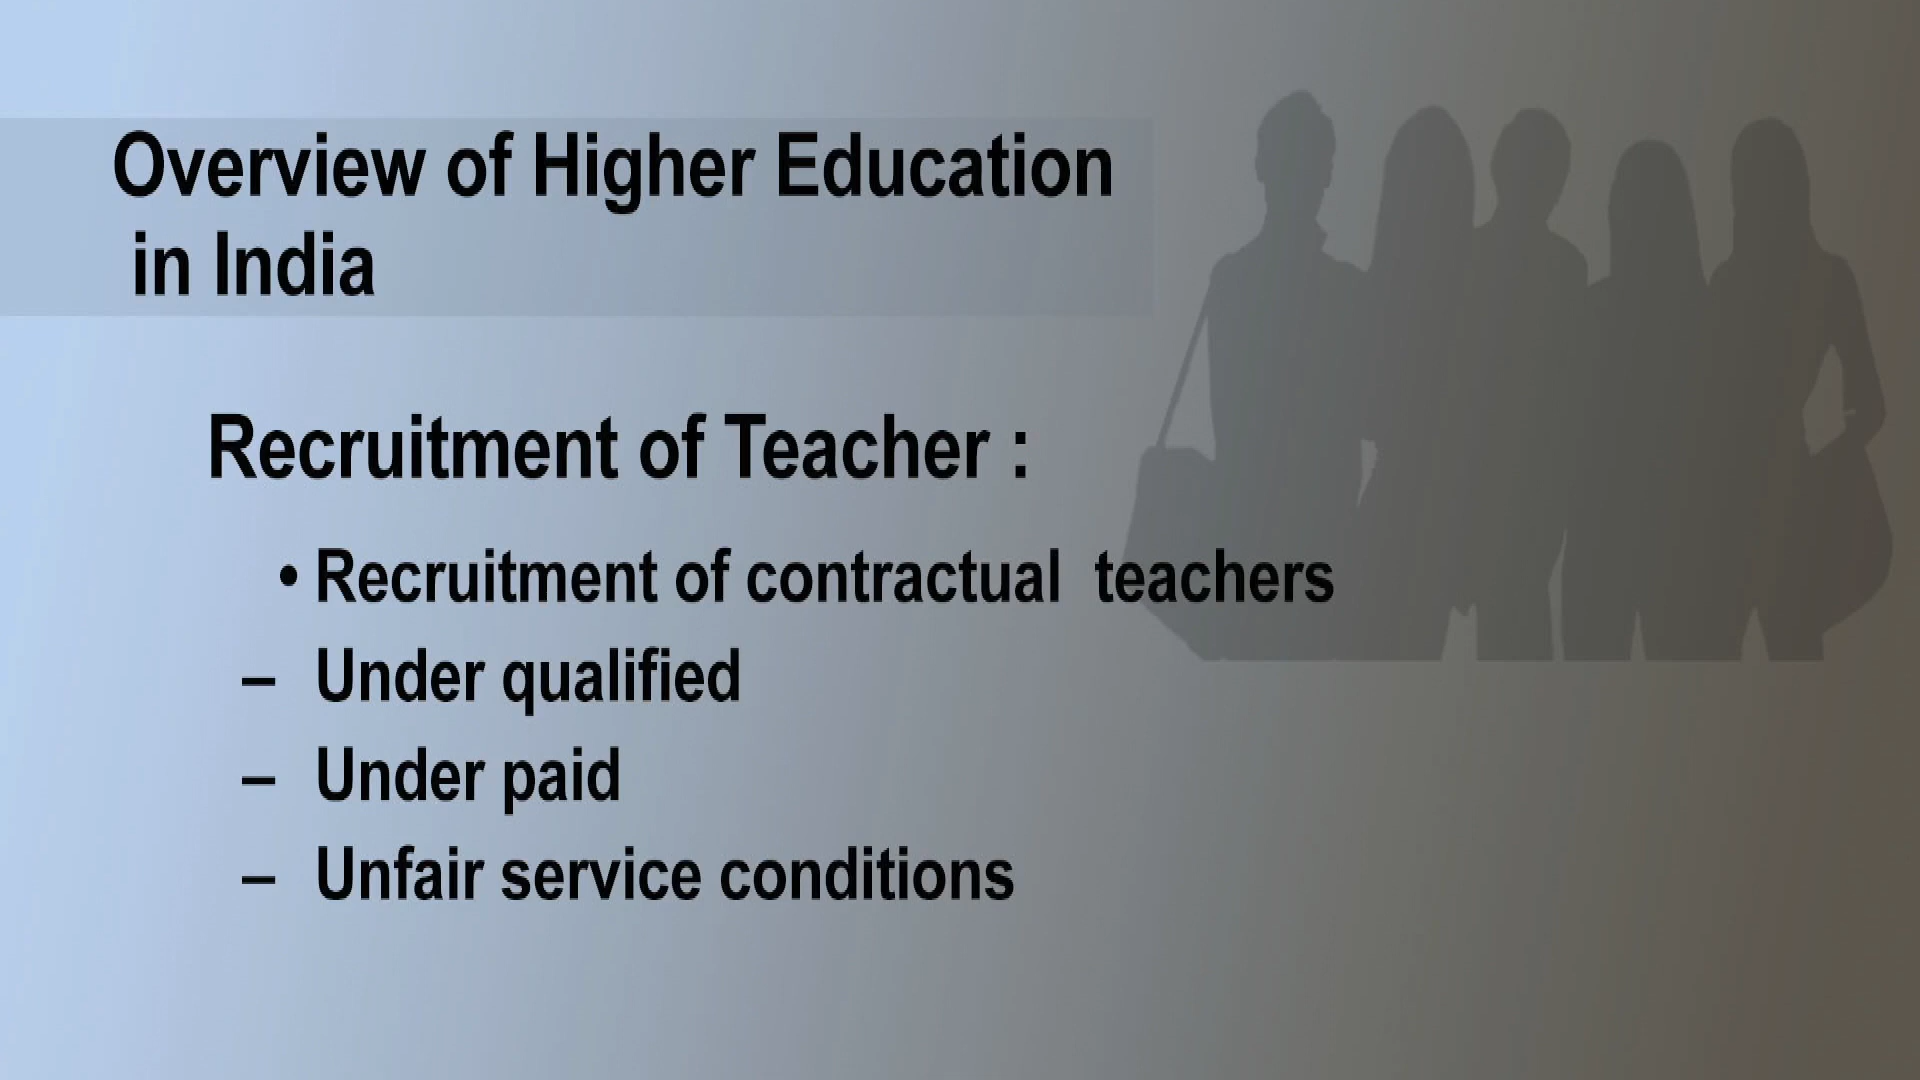 Overview of Higher Education
in India
Recruitment of Teacher :
• Recruitment of contractual teachers
– Under qualified
– Under paid
– Unfair service conditions